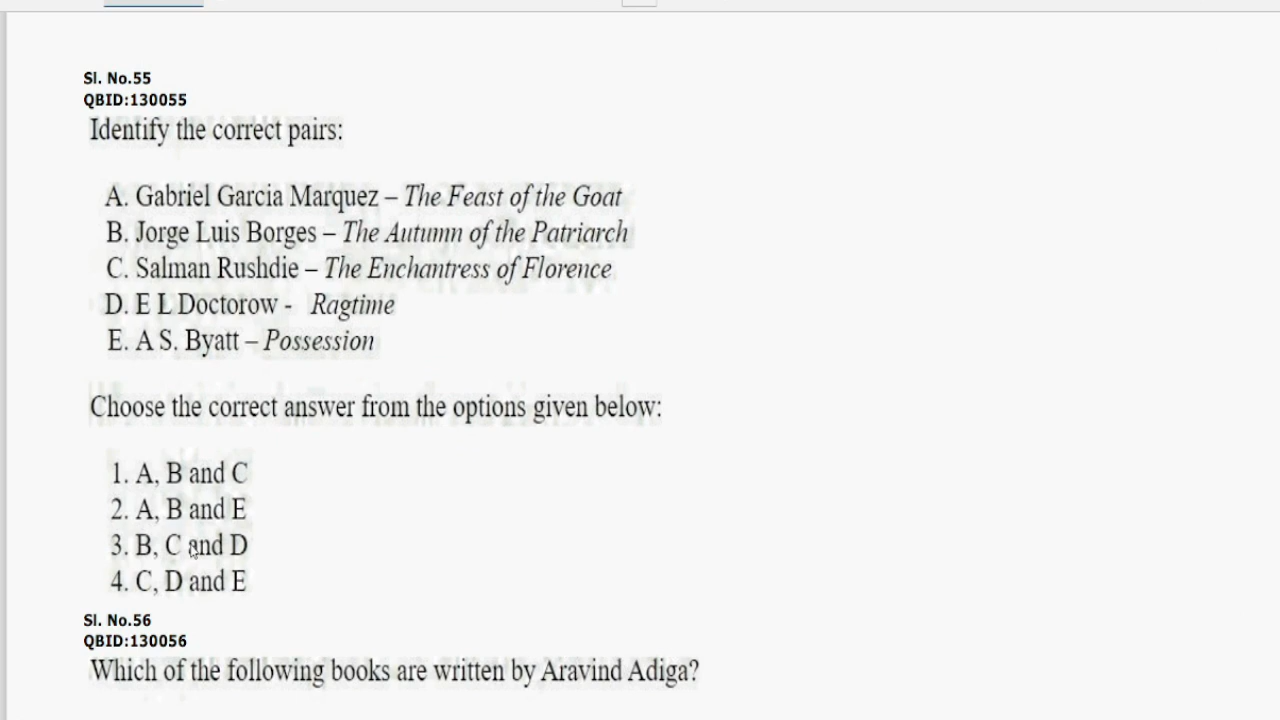 Sl. No.55
QBID:130055
Identify the correct pairs:
A. Gabriel Garcia Marquez – The Feast of the Goat
B. Jorge Luis Borges – The Autumn of the Patriarch
C. Salman Rushdie – The Enchantress of Florence
D. E L Doctorow - Ragtime
E. A S. Byatt – Possession
Choose the correct answer from the options given below:
1. A, B and C
2. A, B and E
3. B, C and D
4. C, D and E
Sl. No.56
QBID:130056
Which of the following books are written by Aravind Adiga?